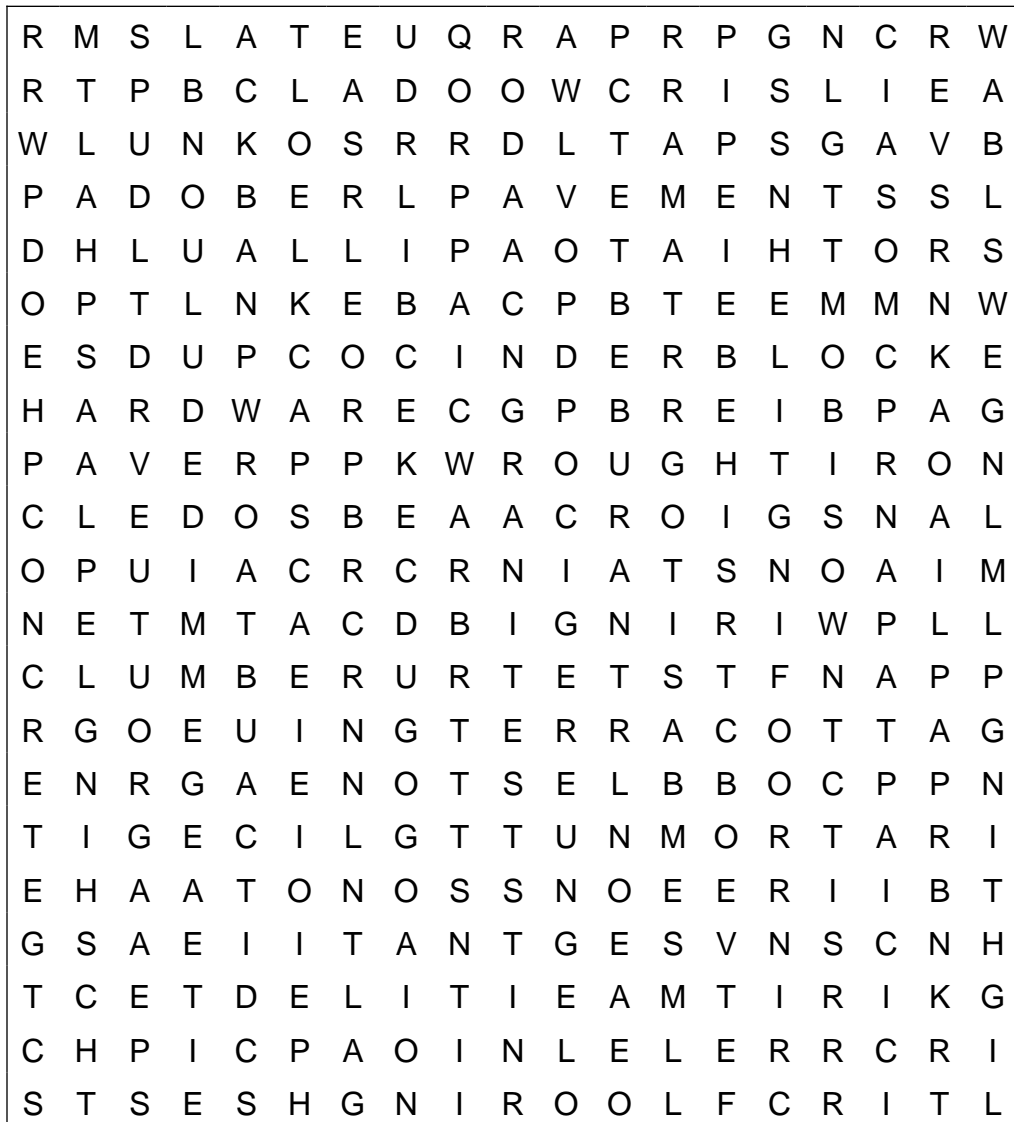 R M S L A T E U Q R A P R P G N C R W
R T P B C L A D O O W C R I S L I E A
W L U N K O S R R D L T A P S G A V B
P A D O B E R L P A V E M E N T S S L
D H L U A L L I P A O T A I H T O R S
O P T L N K E B A C P B T E E M M N W
E S D U P C O C I N D E R B L O C K E
H A R D W A R E C G P B R E I B P A G
P A V E R P P K W R O U G H T I R O N
C L E D O S B E A A C R O I G S N A L
O P U I A C R C R N I A T S N O A I M
N E T M T A C D B I G N I R I W P L L
C L U M B E R U R T E T S T F N A P P
R G O E U I N G T E R R A C O T T A G
E N R G A E N O T S E L B B O C P P N
T I G E C I L G T T U N M O R T A R I
E H A A T O N O S S N O E E R I I B T
G S A E I I T A N T G E S V N S C N H
T C E T D E L I T I E A M T I R I K G
C H P I C P A O I N L E L E R R C R I
S T S E S H G N I R O O L F C R I T L